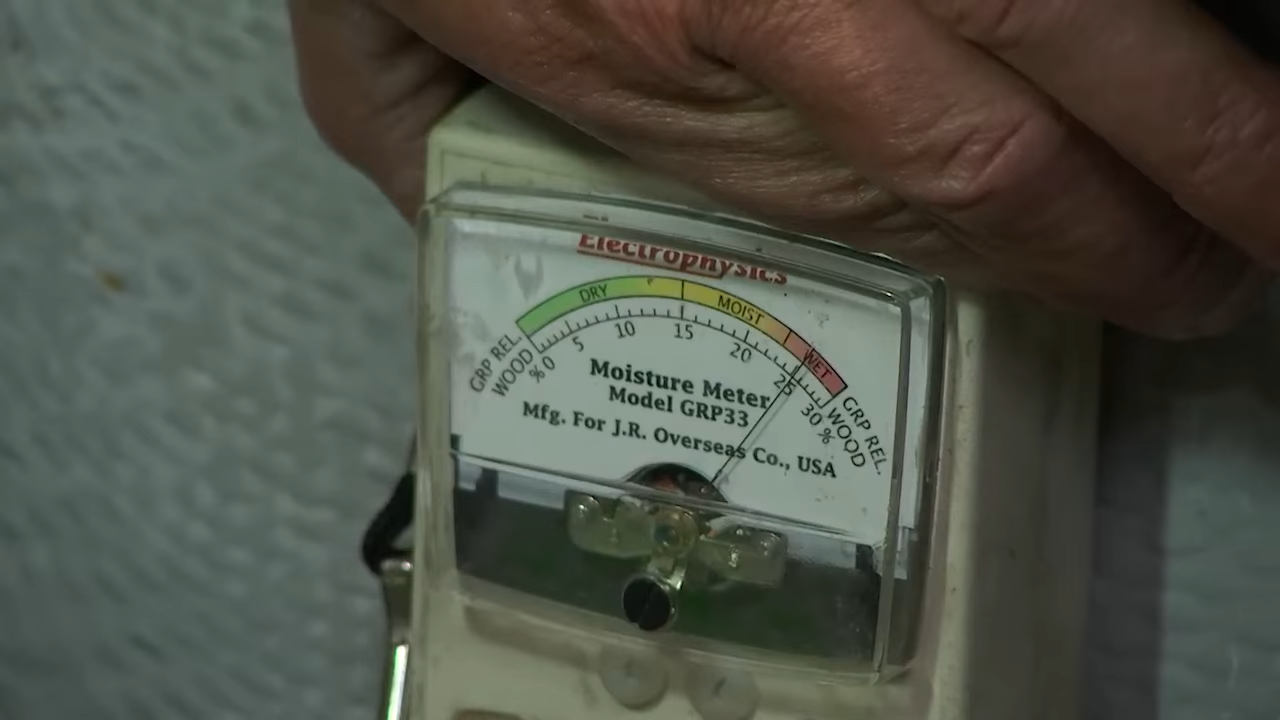 Electrophysics
DRY MOIST WET
GRP REL. GRP REL.
WOOD WOOD
% 0 5 10 15 20 25 30 %
Moisture Meter
Model GRP33
Mfg. For J.R. Overseas Co., USA